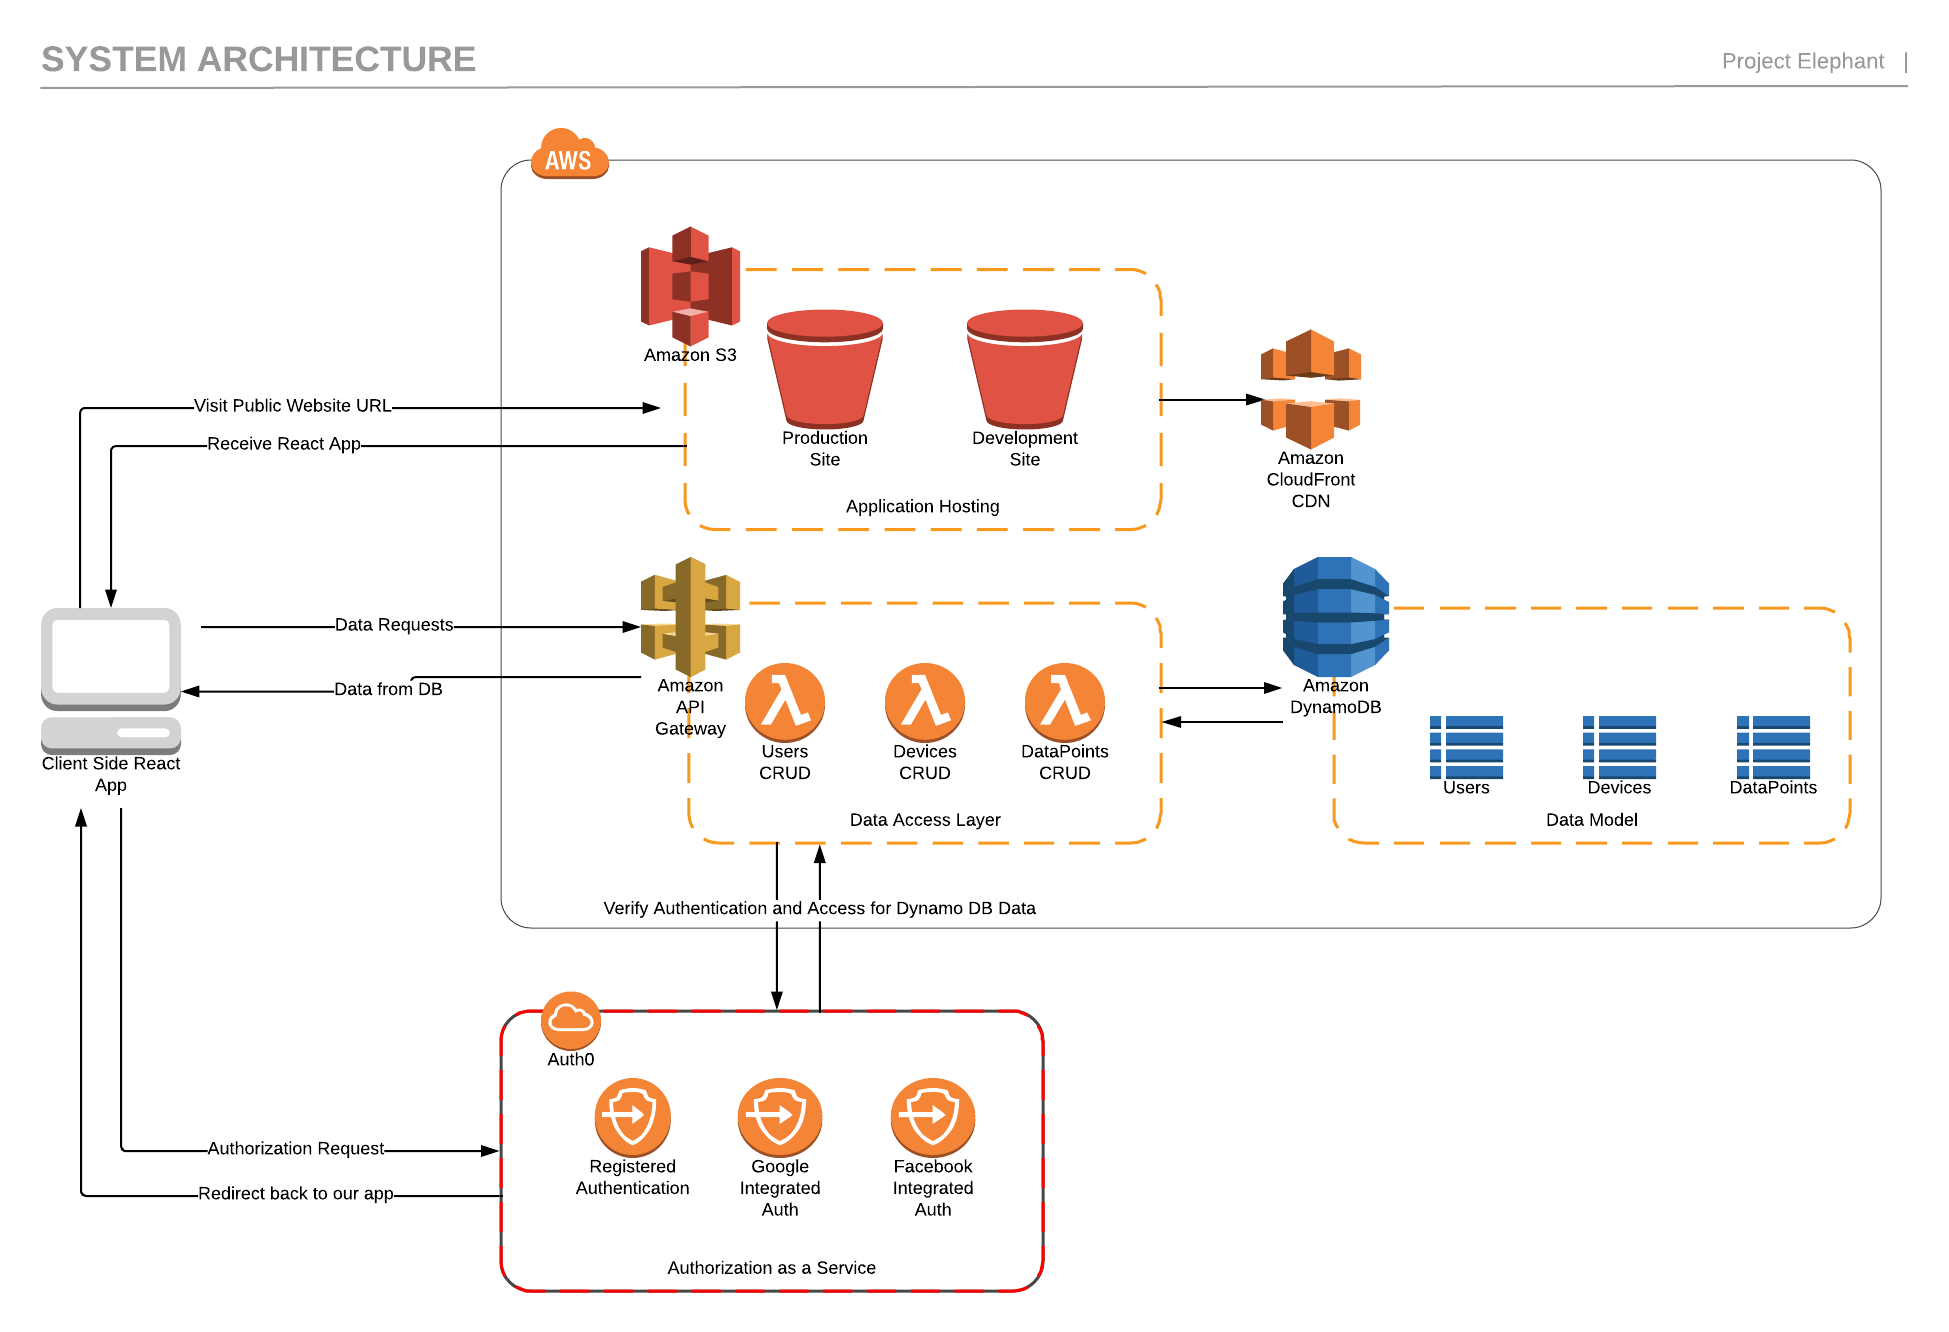 SYSTEM ARCHITECTURE
Project Elephant |
AWS
Amazon S3
Production
Site
Development
Site
Application Hosting
Amazon
CloudFront
CDN
Visit Public Website URL
Receive React App
Data Requests
Data from DB
Client Side React
App
Amazon
API
Gateway
Users
CRUD
Devices
CRUD
DataPoints
CRUD
Data Access Layer
Amazon
DynamoDB
Users
Devices
DataPoints
Data Model
Verify Authentication and Access for Dynamo DB Data
Auth0
Registered
Authentication
Google
Integrated
Auth
Facebook
Integrated
Auth
Authorization as a Service
Authorization Request
Redirect back to our app